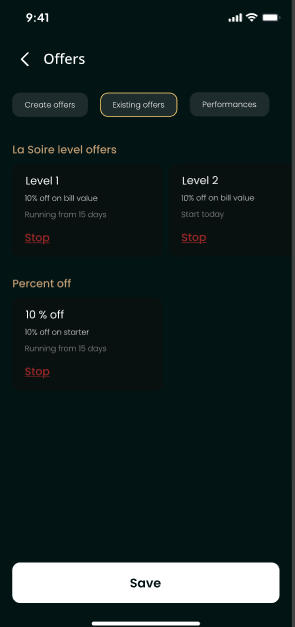 9:41
Offers
Create offers
Existing offers
Performances
La Soire level offers
Level 1
10% off on bill value
Running from 15 days
Stop
Level 2
10% off on bill value
Start today
Stop
Percent off
10 % off
10% off on starter
Running from 15 days
Stop
Save